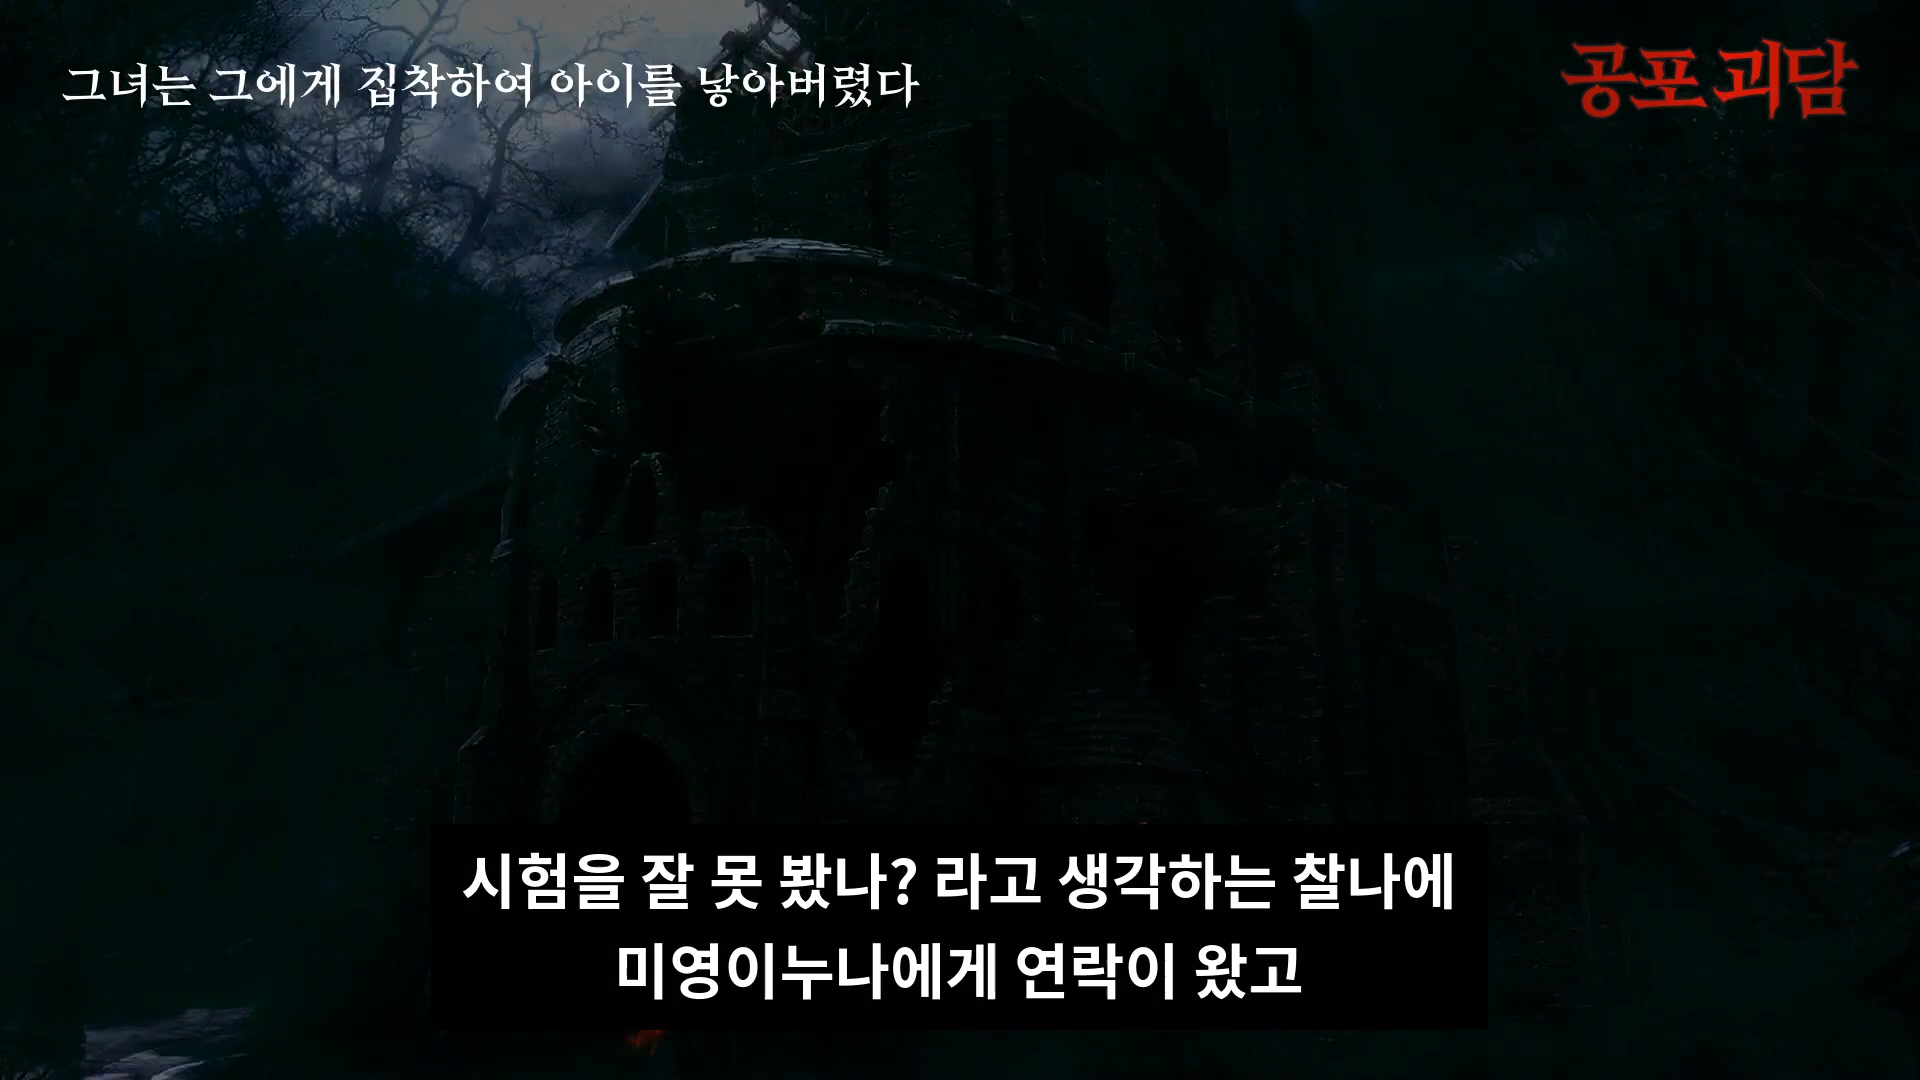 그녀는 그에게 집착하여 아이를 낳아버렸다
공포 괴담
시험을 잘 못 봤나? 라고 생각하는 찰나에
미영이누나에게 연락이 왔고